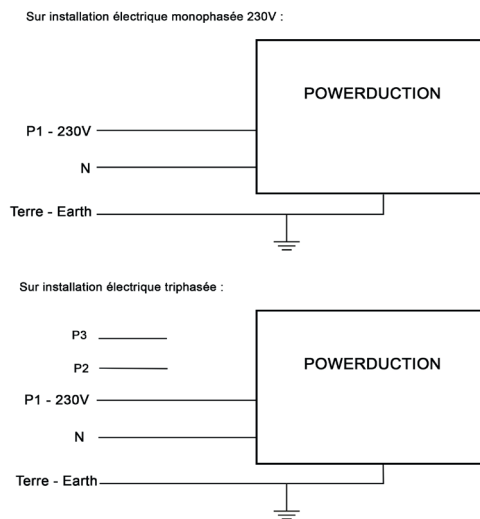 Sur installation électrique monophasée 230V :
POWERDUCTION
P1 - 230V
N
Terre - Earth
Sur installation électrique triphasée :
P3
POWERDUCTION
P2
P1 - 230V
N
Terre - Earth